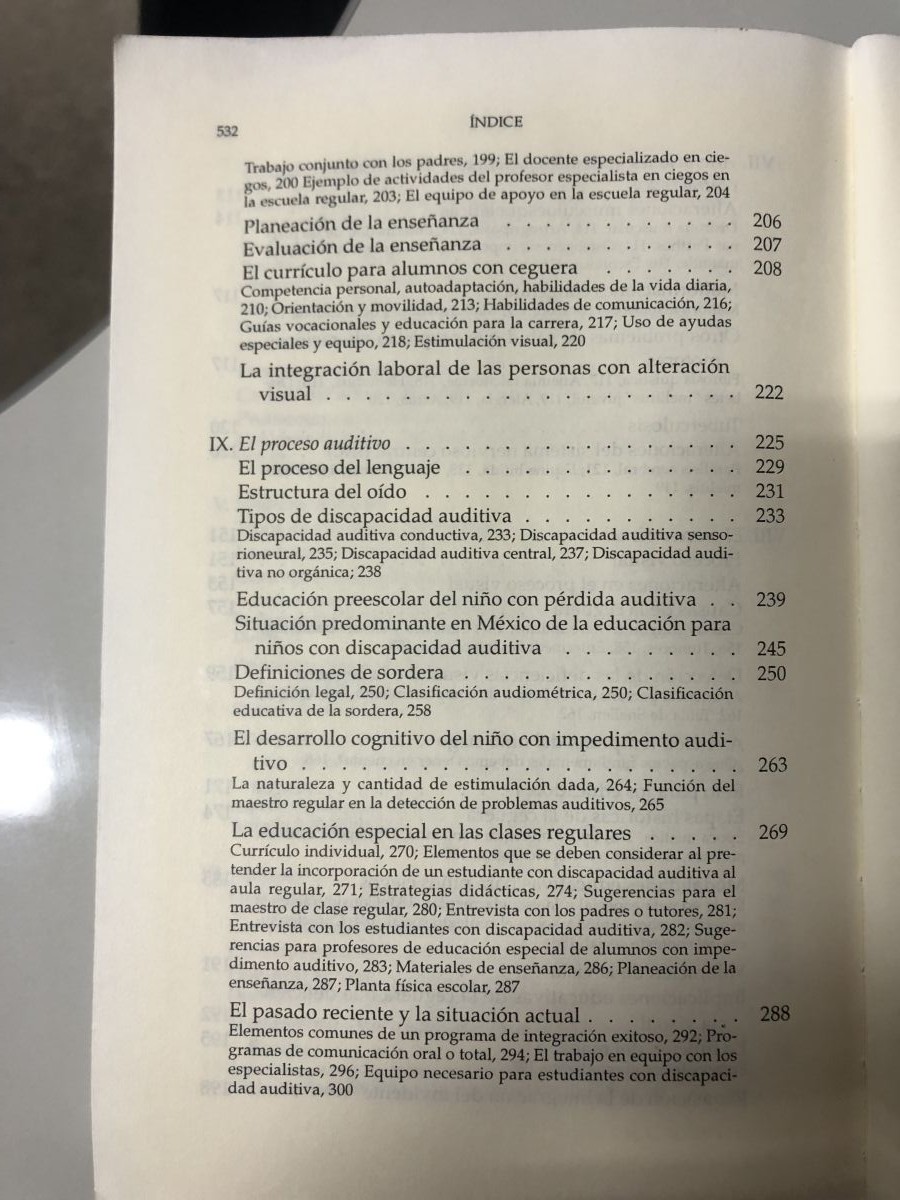 532
ÍNDICE
Trabajo conjunto con los padres, 199; El docente especializado en cie-
gos, 200 Ejemplo de actividades del profesor especialista en ciegos en
la escuela regular, 203; El equipo de apoyo en la escuela regular, 204
Planeación de la enseñanza . . . . . . . . . . . . 206
Evaluación de la enseñanza . . . . . . . . . . . . 207
El currículo para alumnos con ceguera . . . . . . . 208
Competencia personal, autoadaptación, habilidades de la vida diaria,
210; Orientación y movilidad, 213; Habilidades de comunicación, 216;
Guías vocacionales y educación para la carrera, 217; Uso de ayudas
especiales y equipo, 218; Estimulación visual, 220
La integración laboral de las personas con alteración
visual . . . . . . . . . . . . . . . . . . . . . 222
IX. El proceso auditivo . . . . . . . . . . . . . . . . . 225
El proceso del lenguaje . . . . . . . . . . . . . . 229
Estructura del oído . . . . . . . . . . . . . . . . 231
Tipos de discapacidad auditiva . . . . . . . . . . . 233
Discapacidad auditiva conductiva, 233; Discapacidad auditiva senso-
rioneural, 235; Discapacidad auditiva central, 237; Discapacidad audi-
tiva no orgánica; 238
Educación preescolar del niño con pérdida auditiva . . 239
Situación predominante en México de la educación para
niños con discapacidad auditiva . . . . . . . . . 245
Definiciones de sordera . . . . . . . . . . . . . . 250
Definición legal, 250; Clasificación audiométrica, 250; Clasificación
educativa de la sordera, 258
El desarrollo cognitivo del niño con impedimento audi-
tivo . . . . . . . . . . . . . . . . . . . . . . 263
La naturaleza y cantidad de estimulación dada, 264; Función del
maestro regular en la detección de problemas auditivos, 265
La educación especial en las clases regulares . . . . . 269
Currículo individual, 270; Elementos que se deben considerar al pre-
tender la incorporación de un estudiante con discapacidad auditiva al
aula regular, 271; Estrategias didácticas, 274; Sugerencias para el
maestro de clase regular, 280; Entrevista con los padres o tutores, 281;
Entrevista con los estudiantes con discapacidad auditiva, 282; Suge-
rencias para profesores de educación especial de alumnos con impe-
dimento auditivo, 283; Materiales de enseñanza, 286; Planeación de la
enseñanza, 287; Planta física escolar, 287
El pasado reciente y la situación actual . . . . . . . 288
Elementos comunes de un programa de integración exitoso, 292; Pro-
gramas de comunicación oral o total, 294; El trabajo en equipo con los
especialistas, 296; Equipo necesario para estudiantes con discapaci-
dad auditiva, 300